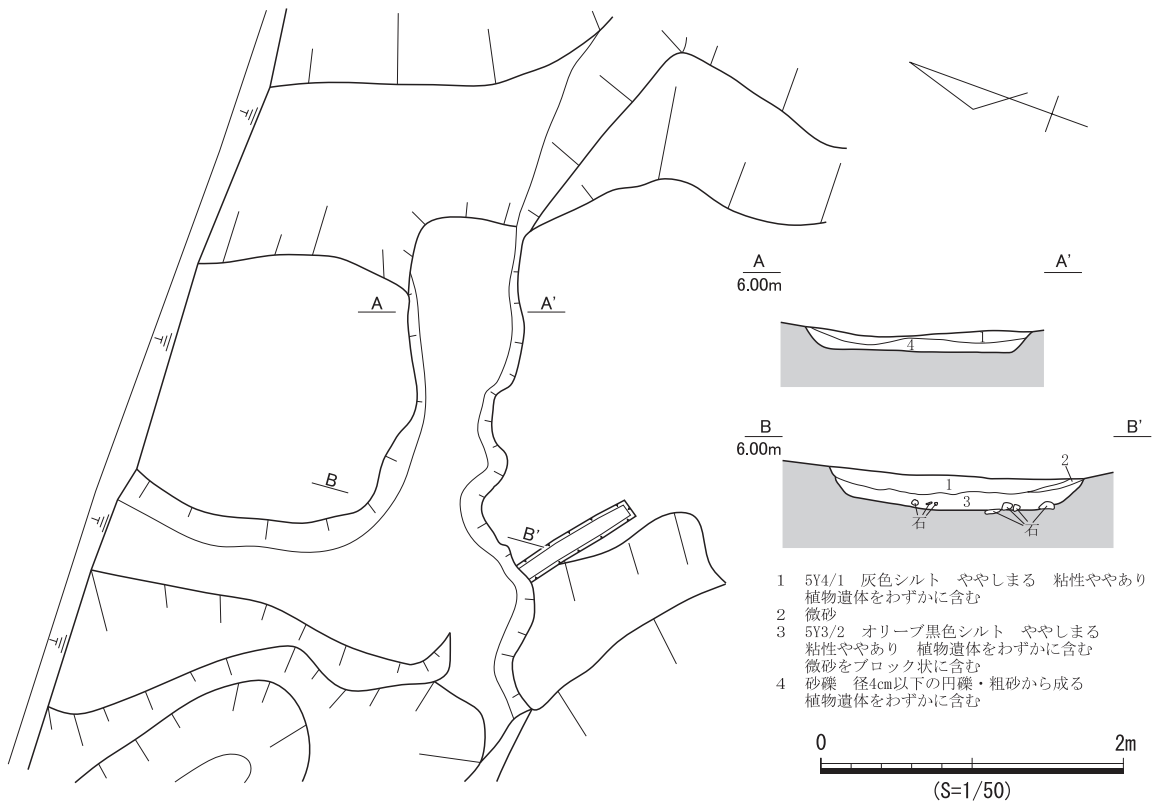 A A'
6.00m
1
4
A A'
B B'
6.00m
2
1
3
石 石
B
B'
1 5Y4/1 灰色シルト ややしまる 粘性ややあり
植物遺体をわずかに含む
2 微砂
3 5Y3/2 オリーブ黒色シルト ややしまる
粘性ややあり 植物遺体をわずかに含む
微砂をブロック状に含む
4 砂礫 径4cm以下の円礫・粗砂から成る
植物遺体をわずかに含む
0 2m
(S=1/50)